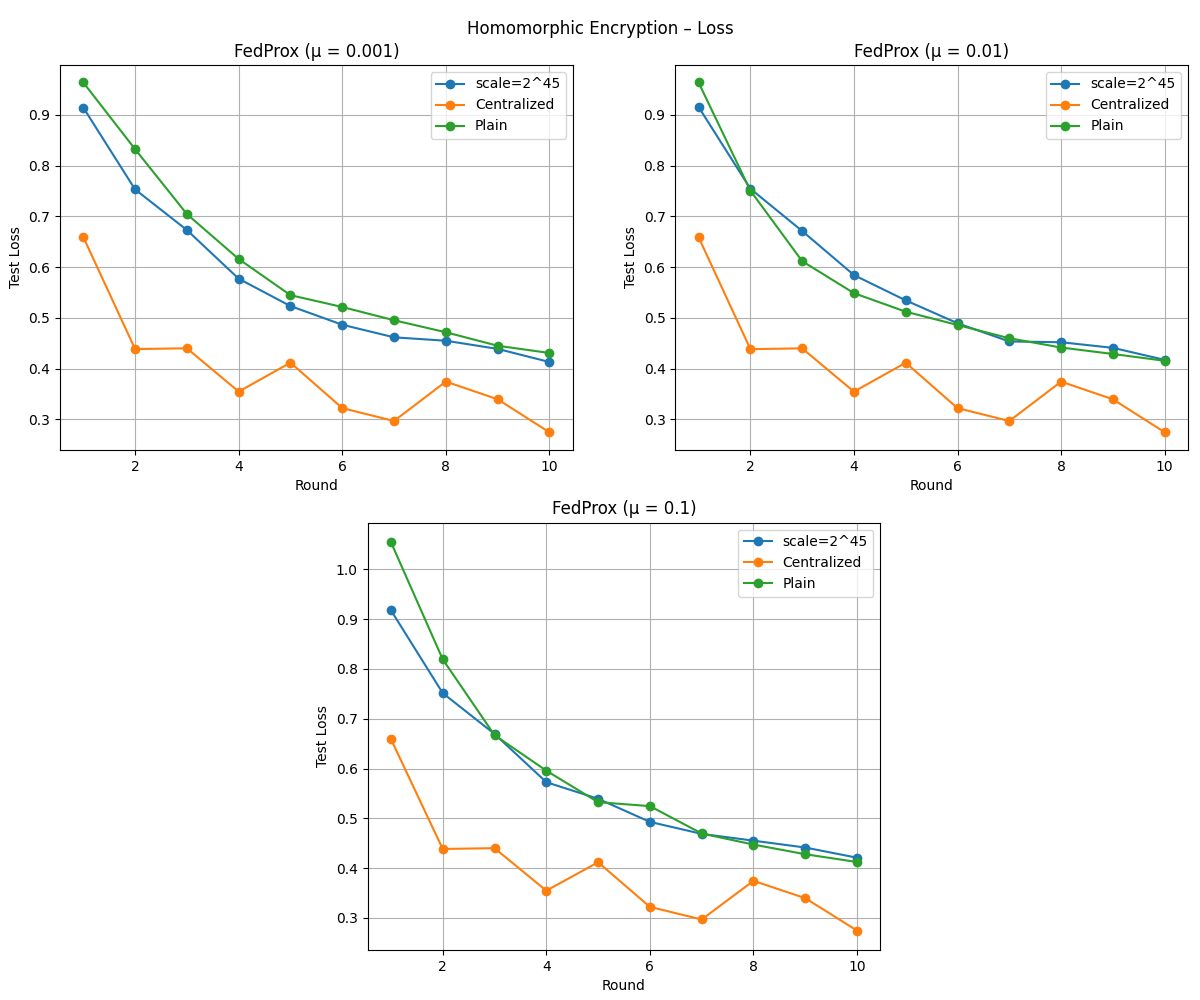 Homomorphic Encryption – Loss
FedProx (μ = 0.001)
scale=2^45
Centralized
Plain
0.9
0.8
0.7
0.6
0.5
0.4
0.3
Test Loss
2 4 6 8 10
Round
FedProx (μ = 0.01)
scale=2^45
Centralized
Plain
0.9
0.8
0.7
0.6
0.5
0.4
0.3
Test Loss
2 4 6 8 10
Round
FedProx (μ = 0.1)
scale=2^45
Centralized
Plain
1.0
0.9
0.8
0.7
0.6
0.5
0.4
0.3
Test Loss
2 4 6 8 10
Round